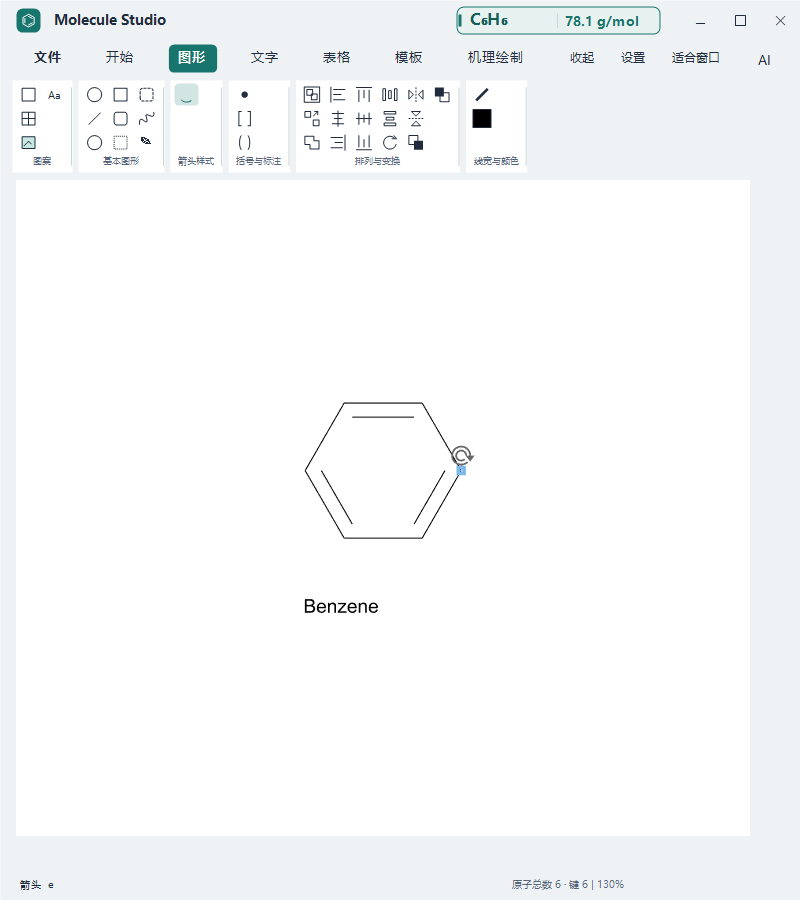 Molecule Studio
C₆H₆
78.1 g/mol
文件 开始 图形 文字 表格 模板 机理绘制 收起 设置 适合窗口 AI
Aa
图案 基本图形 箭头样式 括号与标注 排列与变换 线宽与颜色
Benzene
箭头 e
原子总数 6 · 键 6 | 130%